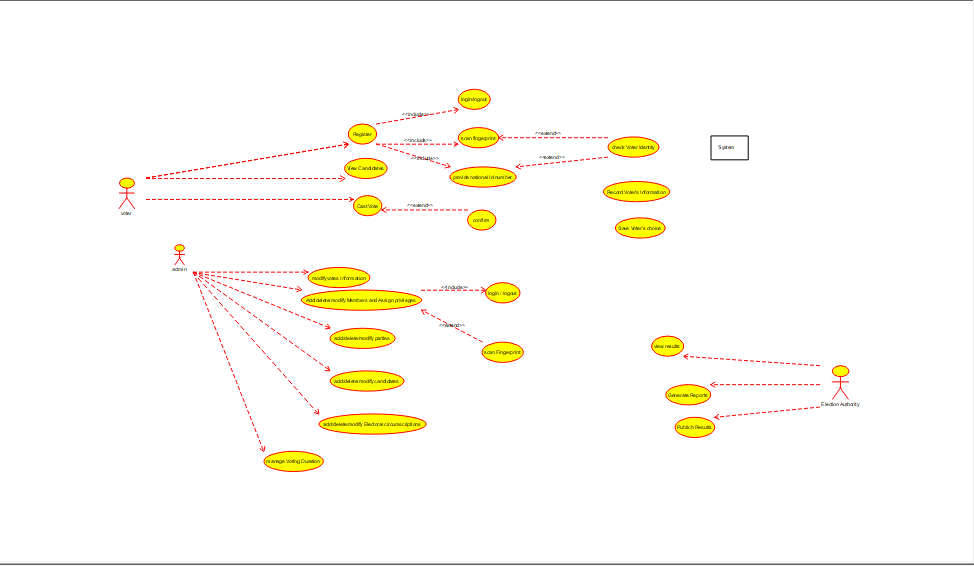 login/logout
<<include>>
Register
<<include>>
scan fingerprint
<<extend>>
check Voter Identity
System
<<include>>
<<extend>>
View Candidates
provide national id number
voter
Record Voter's Information
Cast Vote
<<extend>>
confirm
Save Voter's choice
admin
modify votes information
Add/delete/modify Members and Assign privileges
<<include>>
login / logout
<<extend>>
add/delete/modify parties
scan Fingerprint
view results
add/delete/modify candidates
Generate Reports
Election Authority
add/delete/modify Electoral circumscriptions
Publish Results
manage Voting Duration